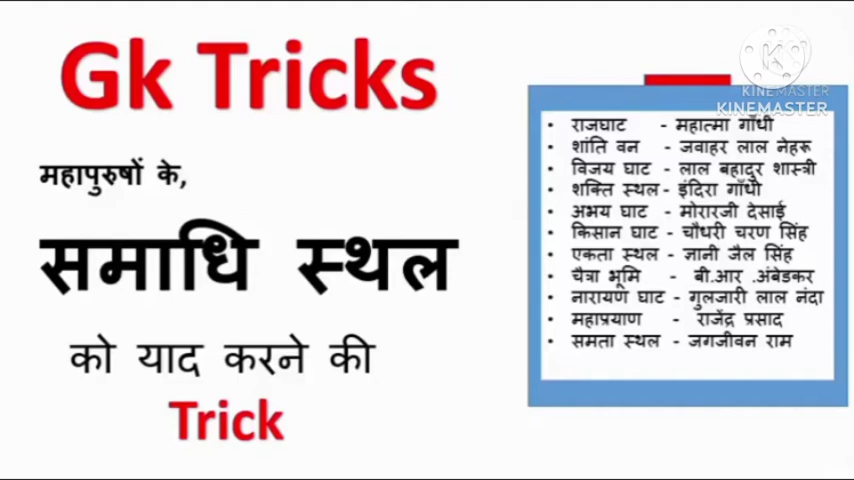 Gk Tricks
महापुरुषों के,
समाधि स्थल
को याद करने की
Trick
KINEMASTER
KINEMASTER
• राजघाट - महात्मा गाँधी
• शांति वन - जवाहर लाल नेहरू
• विजय घाट - लाल बहादुर शास्त्री
• शक्ति स्थल - इंदिरा गाँधी
• अभय घाट - मोरारजी देसाई
• किसान घाट - चौधरी चरण सिंह
• एकता स्थल - ज्ञानी जैल सिंह
• चैत्रा भूमि - बी.आर .अंबेडकर
• नारायण घाट - गुलजारी लाल नंदा
• महाप्रयाण - राजेंद्र प्रसाद
• समता स्थल - जगजीवन राम